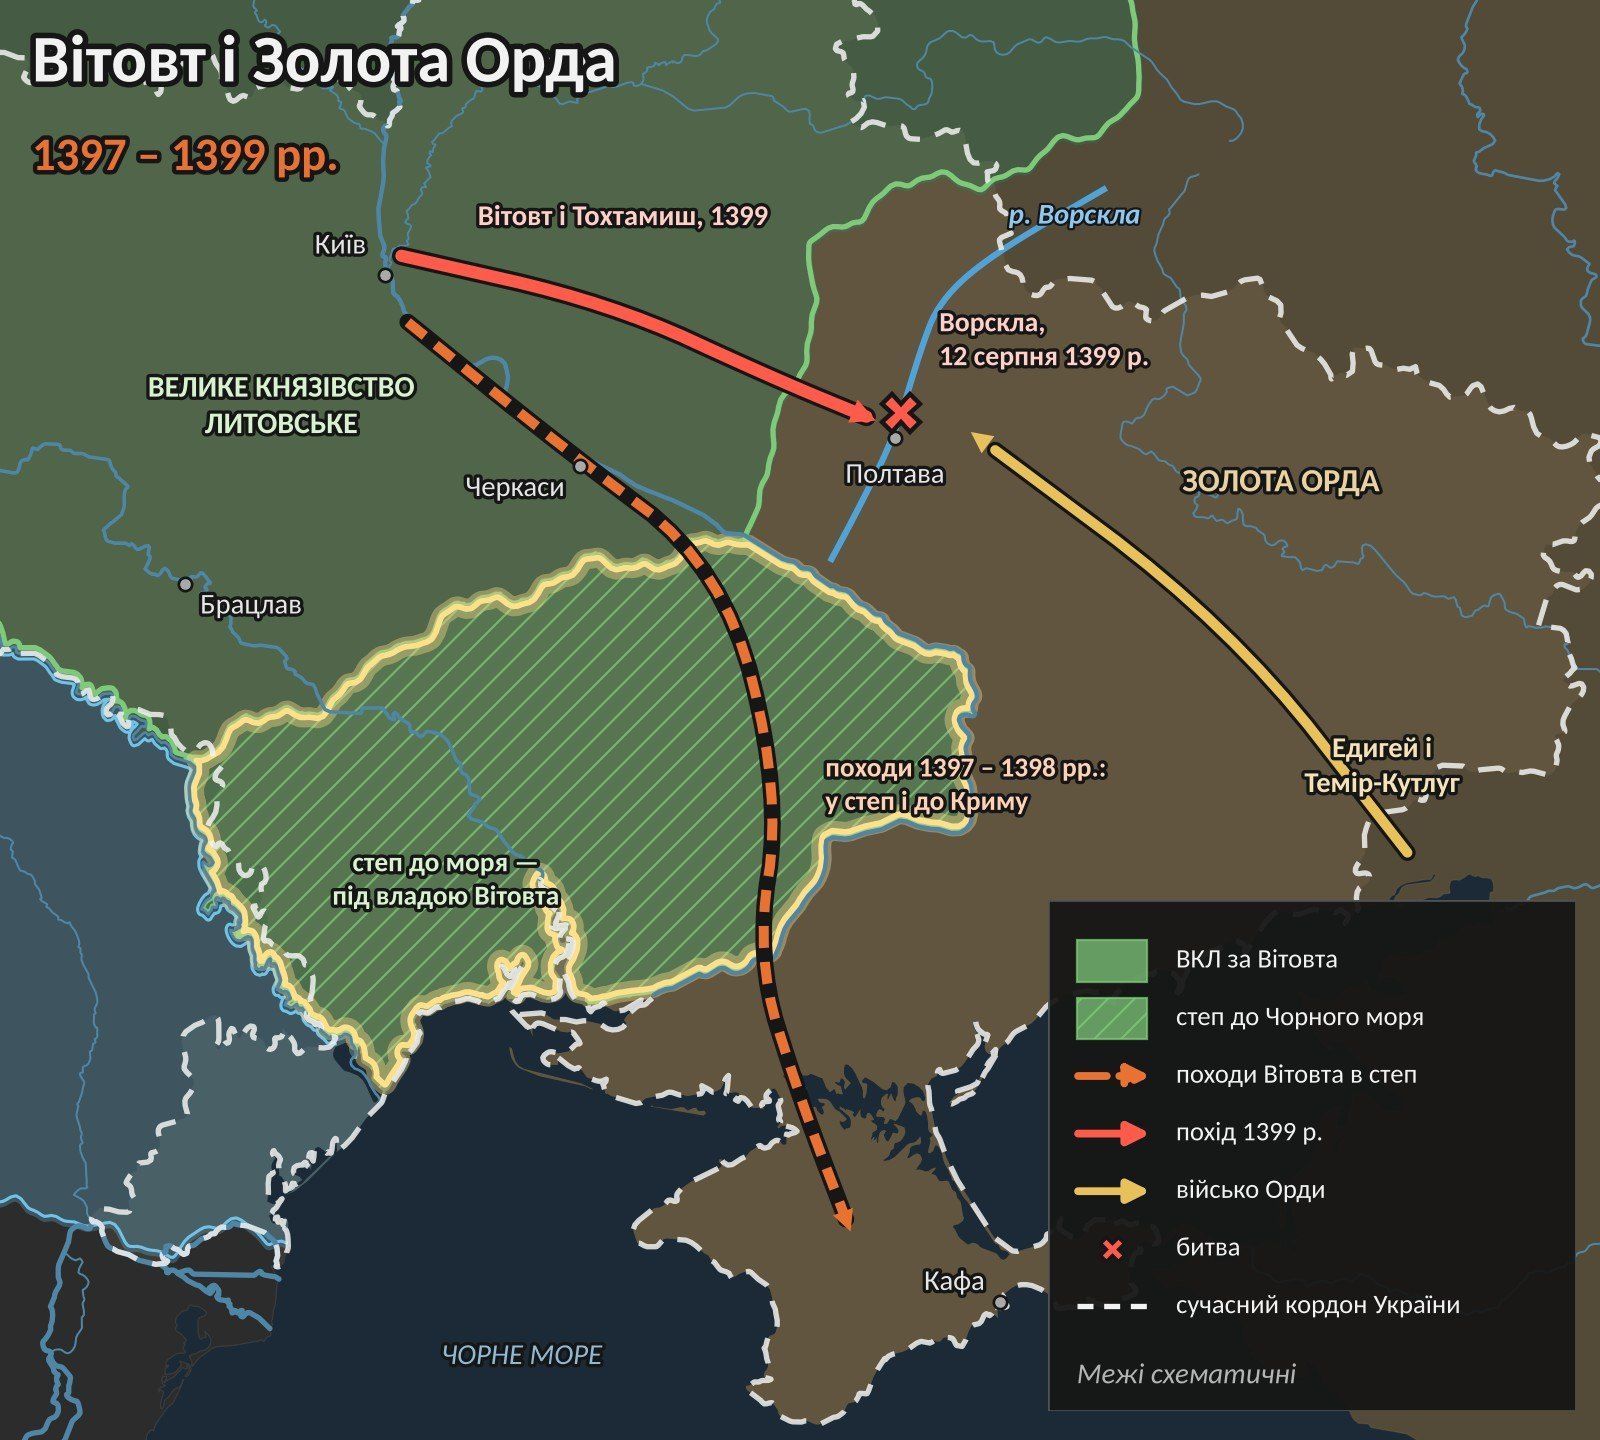 Вітовт і Золота Орда
1397 – 1399 рр.
Вітовт і Тохтамиш, 1399
р. Ворскла
Київ
Ворскла,
12 серпня 1399 р.
ВЕЛИКЕ КНЯЗІВСТВО
ЛИТОВСЬКЕ
Черкаси
Полтава
ЗОЛОТА ОРДА
Брацлав
Едигей і
Темір-Кутлуг
походи 1397 – 1398 рр.:
у степ і до Криму
степ до моря —
під владою Вітовта
ВКЛ за Вітовта
степ до Чорного моря
походи Вітовта в степ
похід 1399 р.
військо Орди
битва
сучасний кордон України
Межі схематичні
Кафа
ЧОРНЕ МОРЕ